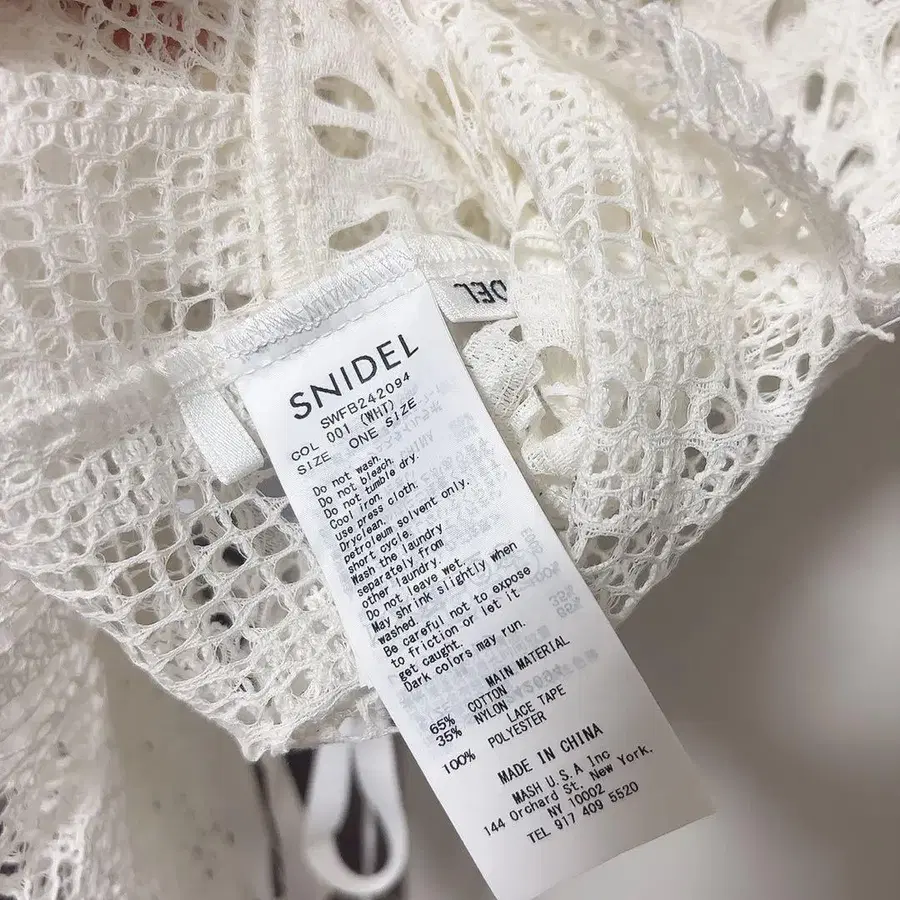 SNIDEL
SWFB242094
COL 001 (WHT)
SIZE ONE SIZE
Do not wash.
Do not bleach.
Do not tumble dry.
Cool iron.
use press cloth.
Dryclean.
petroleum solvent only.
short cycle.
Wash the laundry
separately from
other laundry.
Do not leave wet.
May shrink slightly when
washed.
Be careful not to expose
to friction or let it
get caught.
Dark colors may run.
MAIN MATERIAL
65% COTTON
35% NYLON
LACE TAPE
100% POLYESTER
MADE IN CHINA
MASH U.S.A Inc
144 Orchard St. New York.
NY 10002
TEL 917 409 5520
IDEL